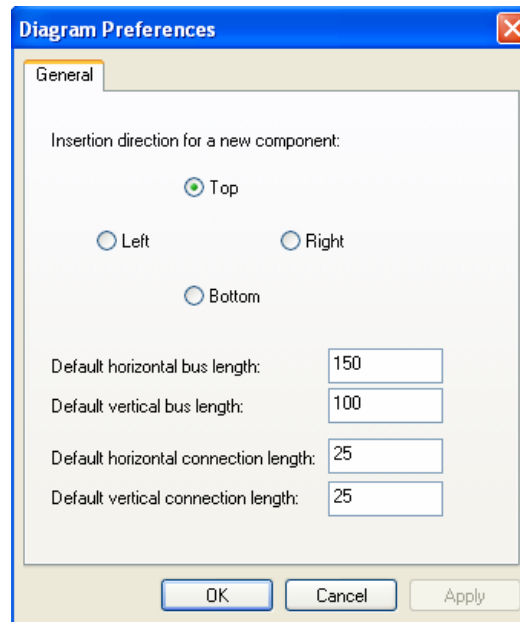 Diagram Preferences
General
Insertion direction for a new component:
Top
Left Right
Bottom
Default horizontal bus length: 150
Default vertical bus length: 100
Default horizontal connection length: 25
Default vertical connection length: 25
OK Cancel Apply